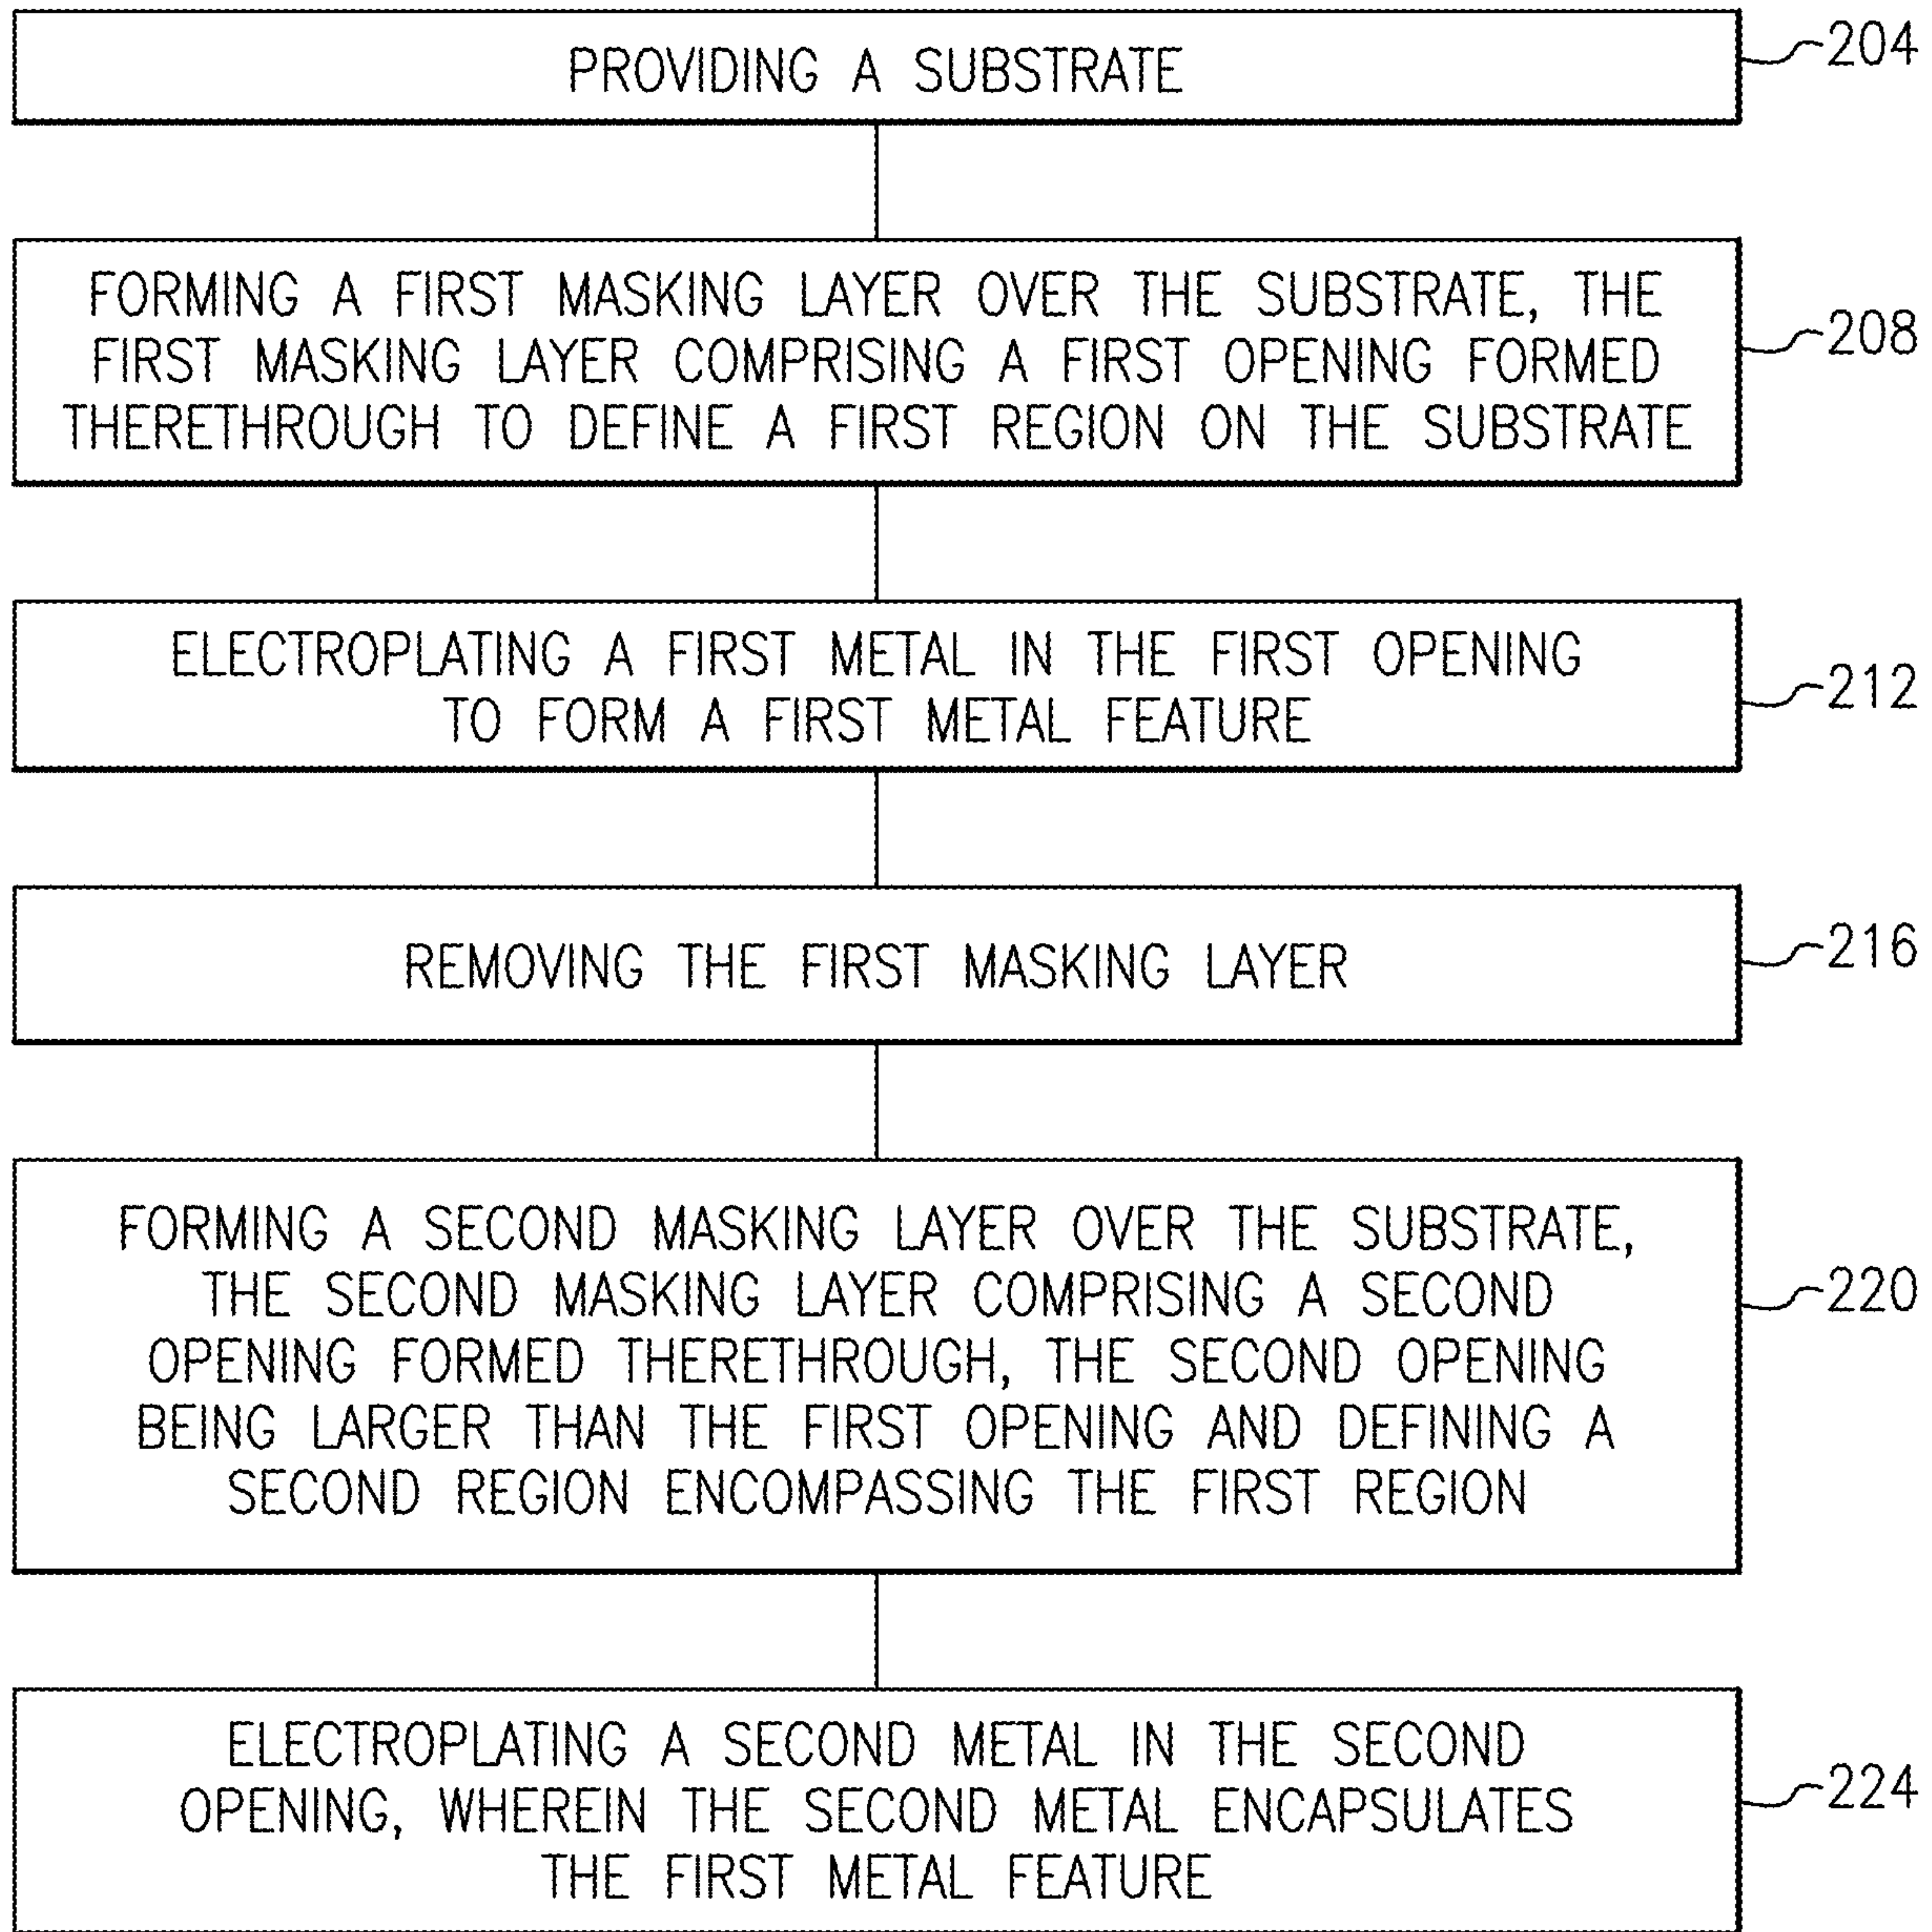 PROVIDING A SUBSTRATE
204
FORMING A FIRST MASKING LAYER OVER THE SUBSTRATE, THE
FIRST MASKING LAYER COMPRISING A FIRST OPENING FORMED
THERETHROUGH TO DEFINE A FIRST REGION ON THE SUBSTRATE
208
ELECTROPLATING A FIRST METAL IN THE FIRST OPENING
TO FORM A FIRST METAL FEATURE
212
REMOVING THE FIRST MASKING LAYER
216
FORMING A SECOND MASKING LAYER OVER THE SUBSTRATE,
THE SECOND MASKING LAYER COMPRISING A SECOND
OPENING FORMED THERETHROUGH, THE SECOND OPENING
BEING LARGER THAN THE FIRST OPENING AND DEFINING A
SECOND REGION ENCOMPASSING THE FIRST REGION
220
ELECTROPLATING A SECOND METAL IN THE SECOND
OPENING, WHEREIN THE SECOND METAL ENCAPSULATES
THE FIRST METAL FEATURE
224